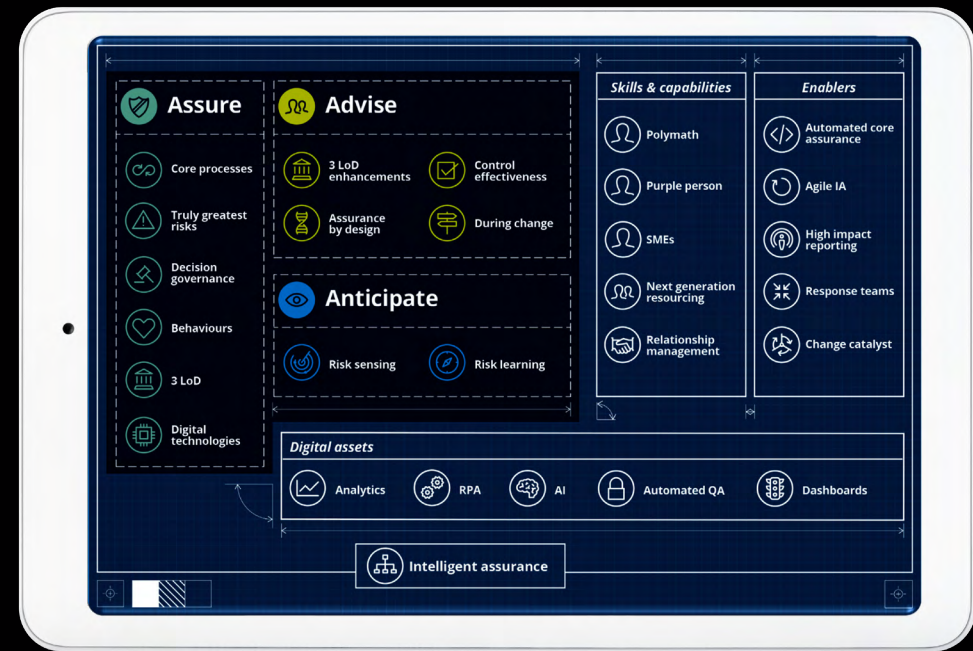 Assure
Core processes
Truly greatest
risks
Decision
governance
Behaviours
3 LoD
Digital
technologies
Advise
3 LoD
enhancements
Control
effectiveness
Assurance
by design
During change
Anticipate
Risk sensing
Risk learning
Skills & capabilities
Polymath
Purple person
SMEs
Next generation
resourcing
Relationship
management
Enablers
Automated core
assurance
Agile IA
High impact
reporting
Response teams
Change catalyst
Digital assets
Analytics
RPA
AI
Automated QA
Dashboards
Intelligent assurance